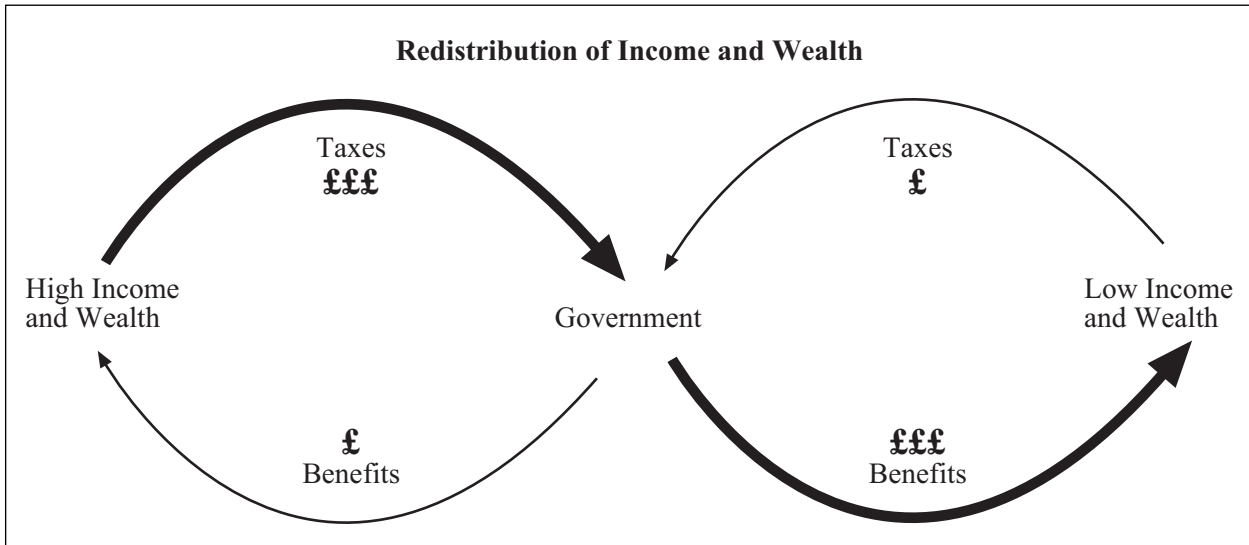 Redistribution of Income and Wealth
Taxes
£££
Taxes
£
High Income
and Wealth
Government
Low Income
and Wealth
£
Benefits
£££
Benefits